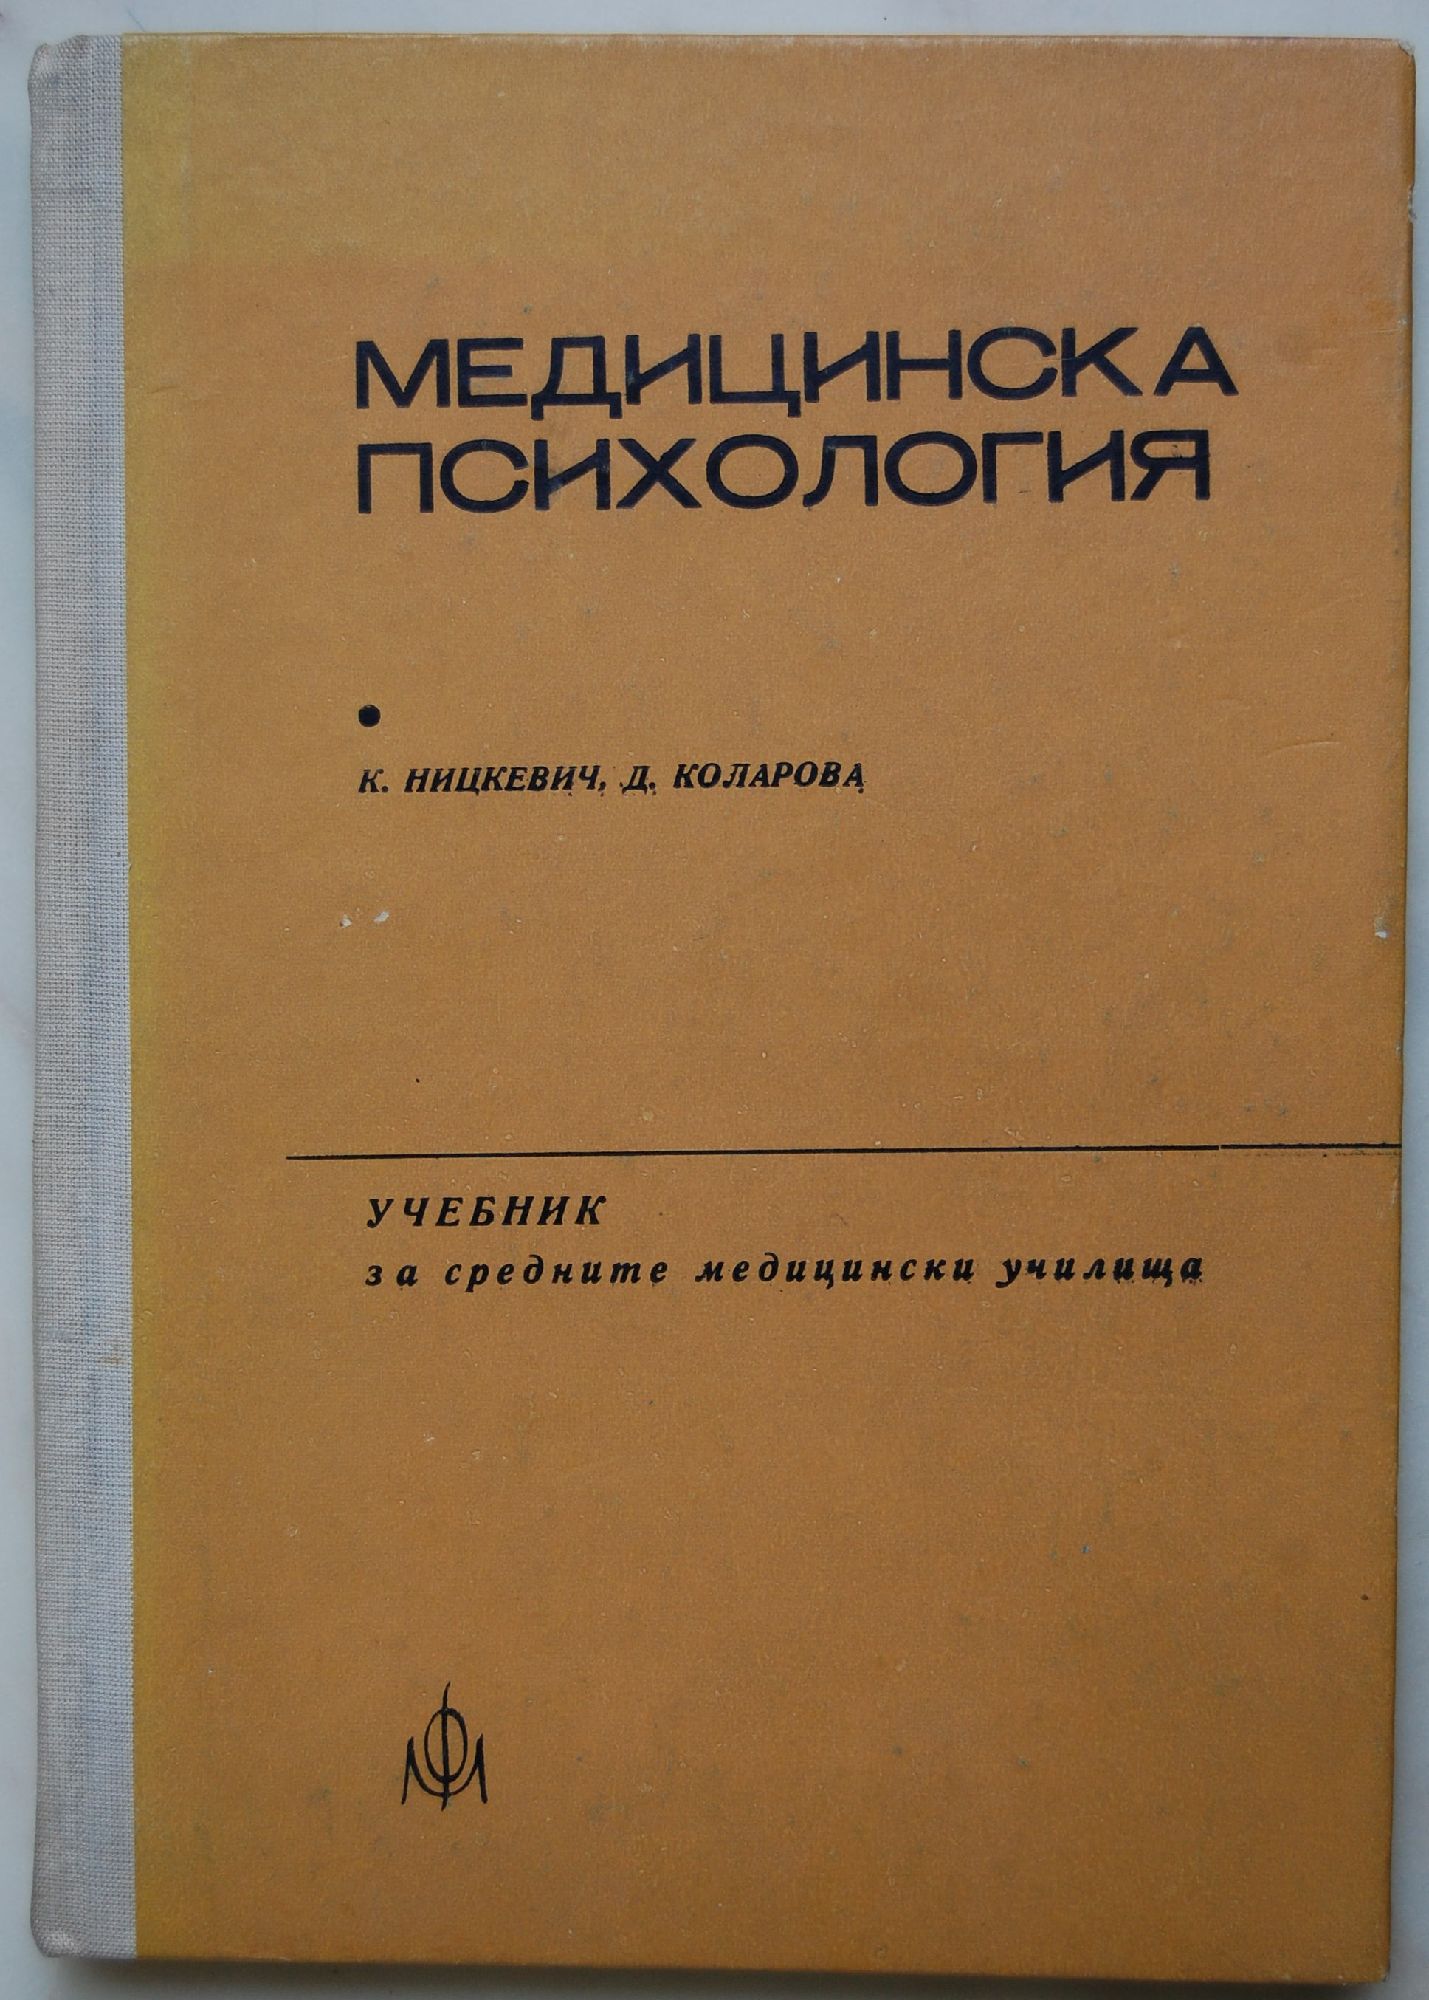 МЕДИЦИНСКА
ПСИХОЛОГИЯ
К. НИЦКЕВИЧ, Д. КОЛАРОВА
УЧЕБНИК
за средните медицински училища